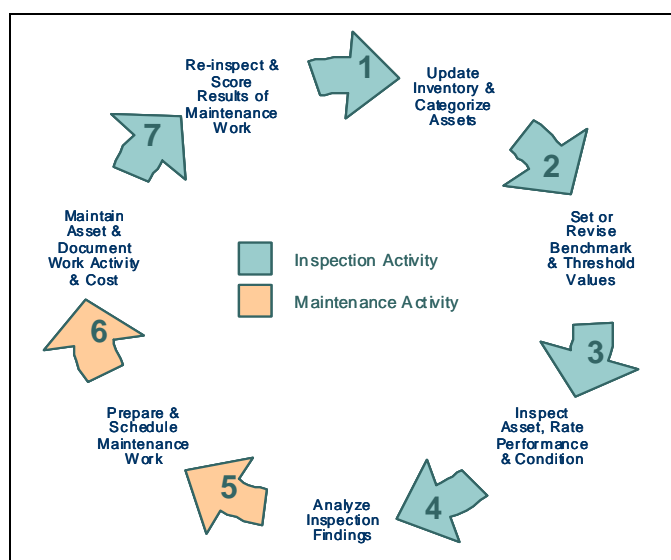 Re-inspect &
Score
Results of
Maintenance
Work
1
Update
Inventory &
Categorize
Assets
2
Set or
Revise
Benchmark
& Threshold
Values
3
Inspect
Asset, Rate
Performance
& Condition
4
Analyze
Inspection
Findings
5
Prepare &
Schedule
Maintenance
Work
6
Maintain
Asset &
Document
Work Activity
& Cost
7
Inspection Activity
Maintenance Activity